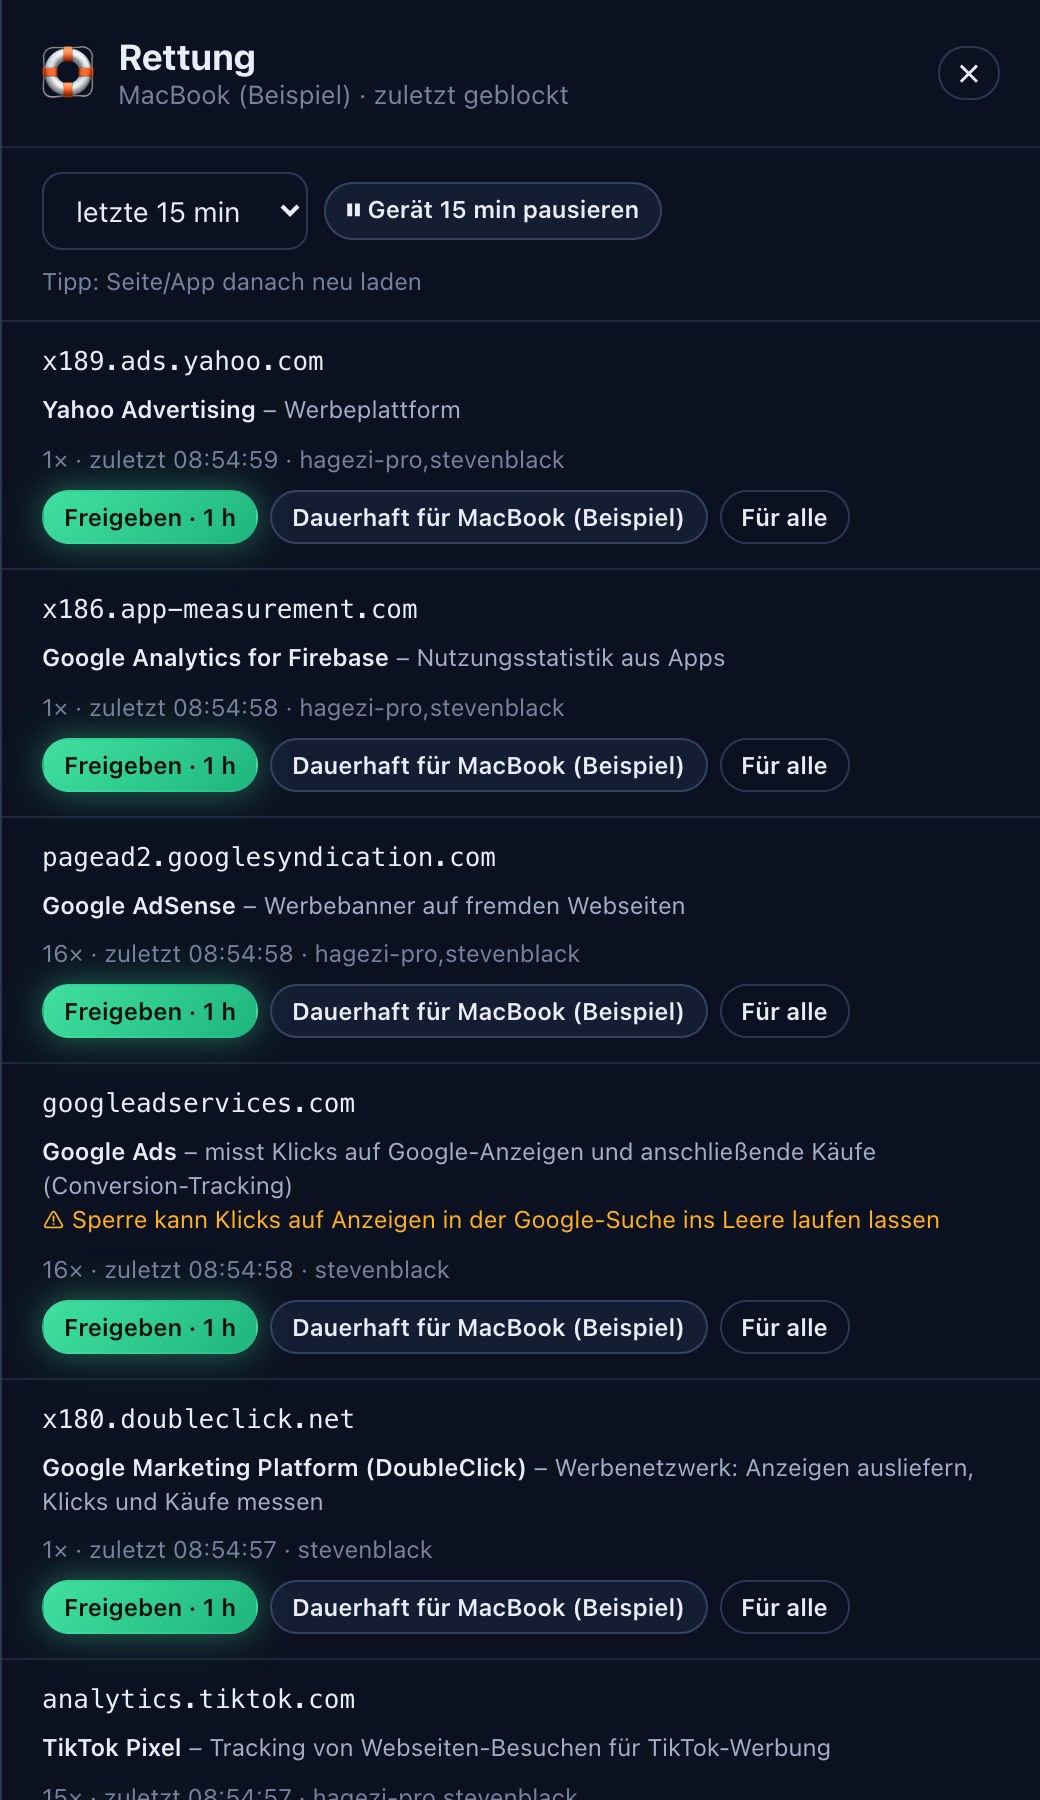 Rettung
MacBook (Beispiel) · zuletzt geblockt
letzte 15 min
Gerät 15 min pausieren
Tipp: Seite/App danach neu laden
x189.ads.yahoo.com
Yahoo Advertising – Werbeplattform
1× · zuletzt 08:54:59 · hagezi-pro,stevenblack
Freigeben · 1 h Dauerhaft für MacBook (Beispiel) Für alle
x186.app-measurement.com
Google Analytics for Firebase – Nutzungsstatistik aus Apps
1× · zuletzt 08:54:58 · hagezi-pro,stevenblack
Freigeben · 1 h Dauerhaft für MacBook (Beispiel) Für alle
pagead2.googlesyndication.com
Google AdSense – Werbebanner auf fremden Webseiten
16× · zuletzt 08:54:58 · hagezi-pro,stevenblack
Freigeben · 1 h Dauerhaft für MacBook (Beispiel) Für alle
googleadservices.com
Google Ads – misst Klicks auf Google-Anzeigen und anschließende Käufe
(Conversion-Tracking)
⚠ Sperre kann Klicks auf Anzeigen in der Google-Suche ins Leere laufen lassen
16× · zuletzt 08:54:58 · stevenblack
Freigeben · 1 h Dauerhaft für MacBook (Beispiel) Für alle
x180.doubleclick.net
Google Marketing Platform (DoubleClick) – Werbenetzwerk: Anzeigen ausliefern,
Klicks und Käufe messen
1× · zuletzt 08:54:57 · stevenblack
Freigeben · 1 h Dauerhaft für MacBook (Beispiel) Für alle
analytics.tiktok.com
TikTok Pixel – Tracking von Webseiten-Besuchen für TikTok-Werbung
15× · zuletzt 08:54:57 · hagezi-pro,stevenblack